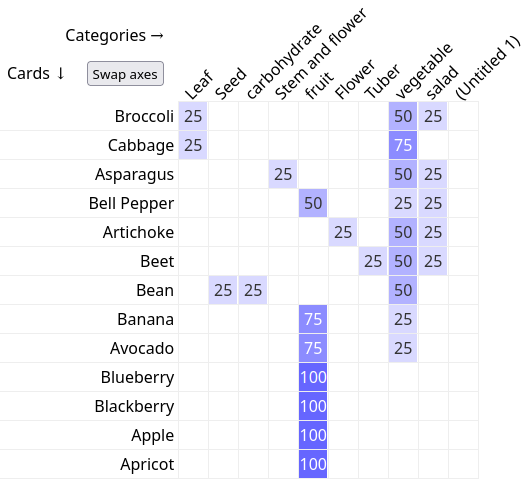 Categories →
Cards ↓ Swap axes
Leaf Seed carbohydrate Stem and flower fruit Flower Tuber vegetable salad (Untitled 1)
Broccoli 25 50 25
Cabbage 25 75
Asparagus 25 50 25
Bell Pepper 50 25 25
Artichoke 25 50 25
Beet 25 50 25
Bean 25 25 50
Banana 75 25
Avocado 75 25
Blueberry 100
Blackberry 100
Apple 100
Apricot 100